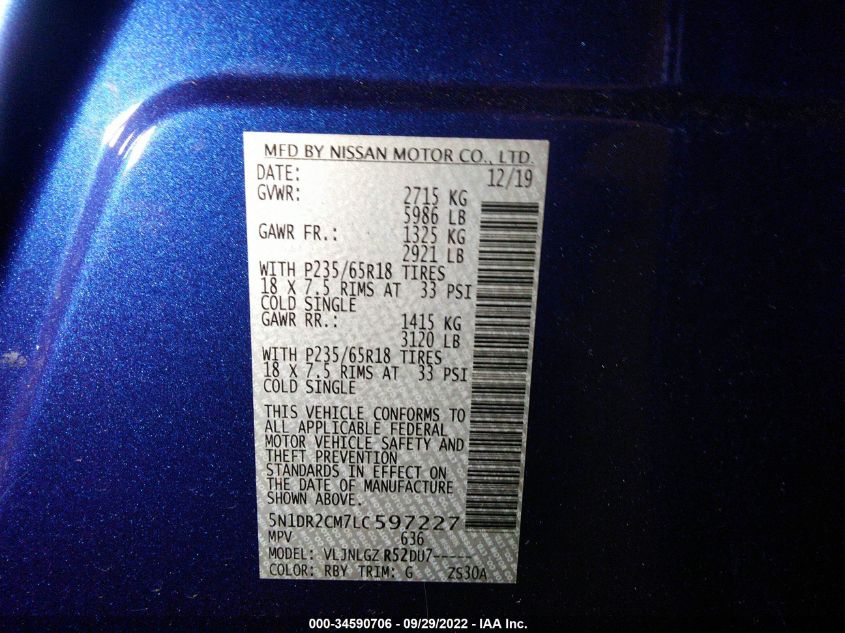 MFD BY NISSAN MOTOR CO., LTD.
DATE: 12/19
GVWR: 2715 KG
5986 LB
GAWR FR.: 1325 KG
2921 LB
WITH P235/65R18 TIRES
18 X 7.5 RIMS AT 33 PSI
COLD SINGLE
GAWR RR.: 1415 KG
3120 LB
WITH P235/65R18 TIRES
18 X 7.5 RIMS AT 33 PSI
COLD SINGLE
THIS VEHICLE CONFORMS TO
ALL APPLICABLE FEDERAL
MOTOR VEHICLE SAFETY AND
THEFT PREVENTION
STANDARDS IN EFFECT ON
THE DATE OF MANUFACTURE
SHOWN ABOVE.
5N1DR2CM7LC597227
MPV 636
MODEL: VLJNLGZ R52DU7-----
COLOR: RBY TRIM: G ZS30A
000-34590706 - 09/29/2022 - IAA Inc.